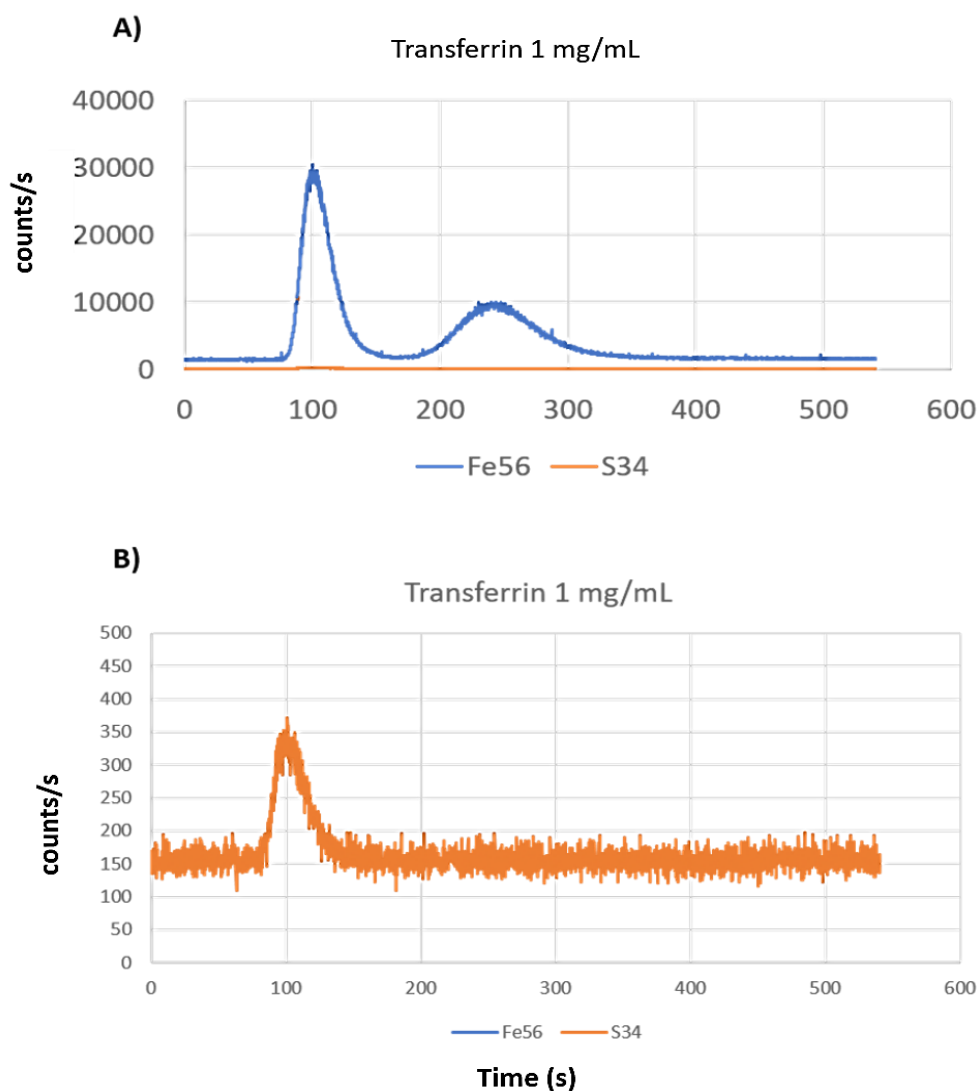 A)
Transferrin 1 mg/mL
counts/s
40000
30000
20000
10000
0
0 100 200 300 400 500 600
Fe56 S34
B)
Transferrin 1 mg/mL
counts/s
500
450
400
350
300
250
200
150
100
50
0
0 100 200 300 400 500 600
Fe56 S34
Time (s)